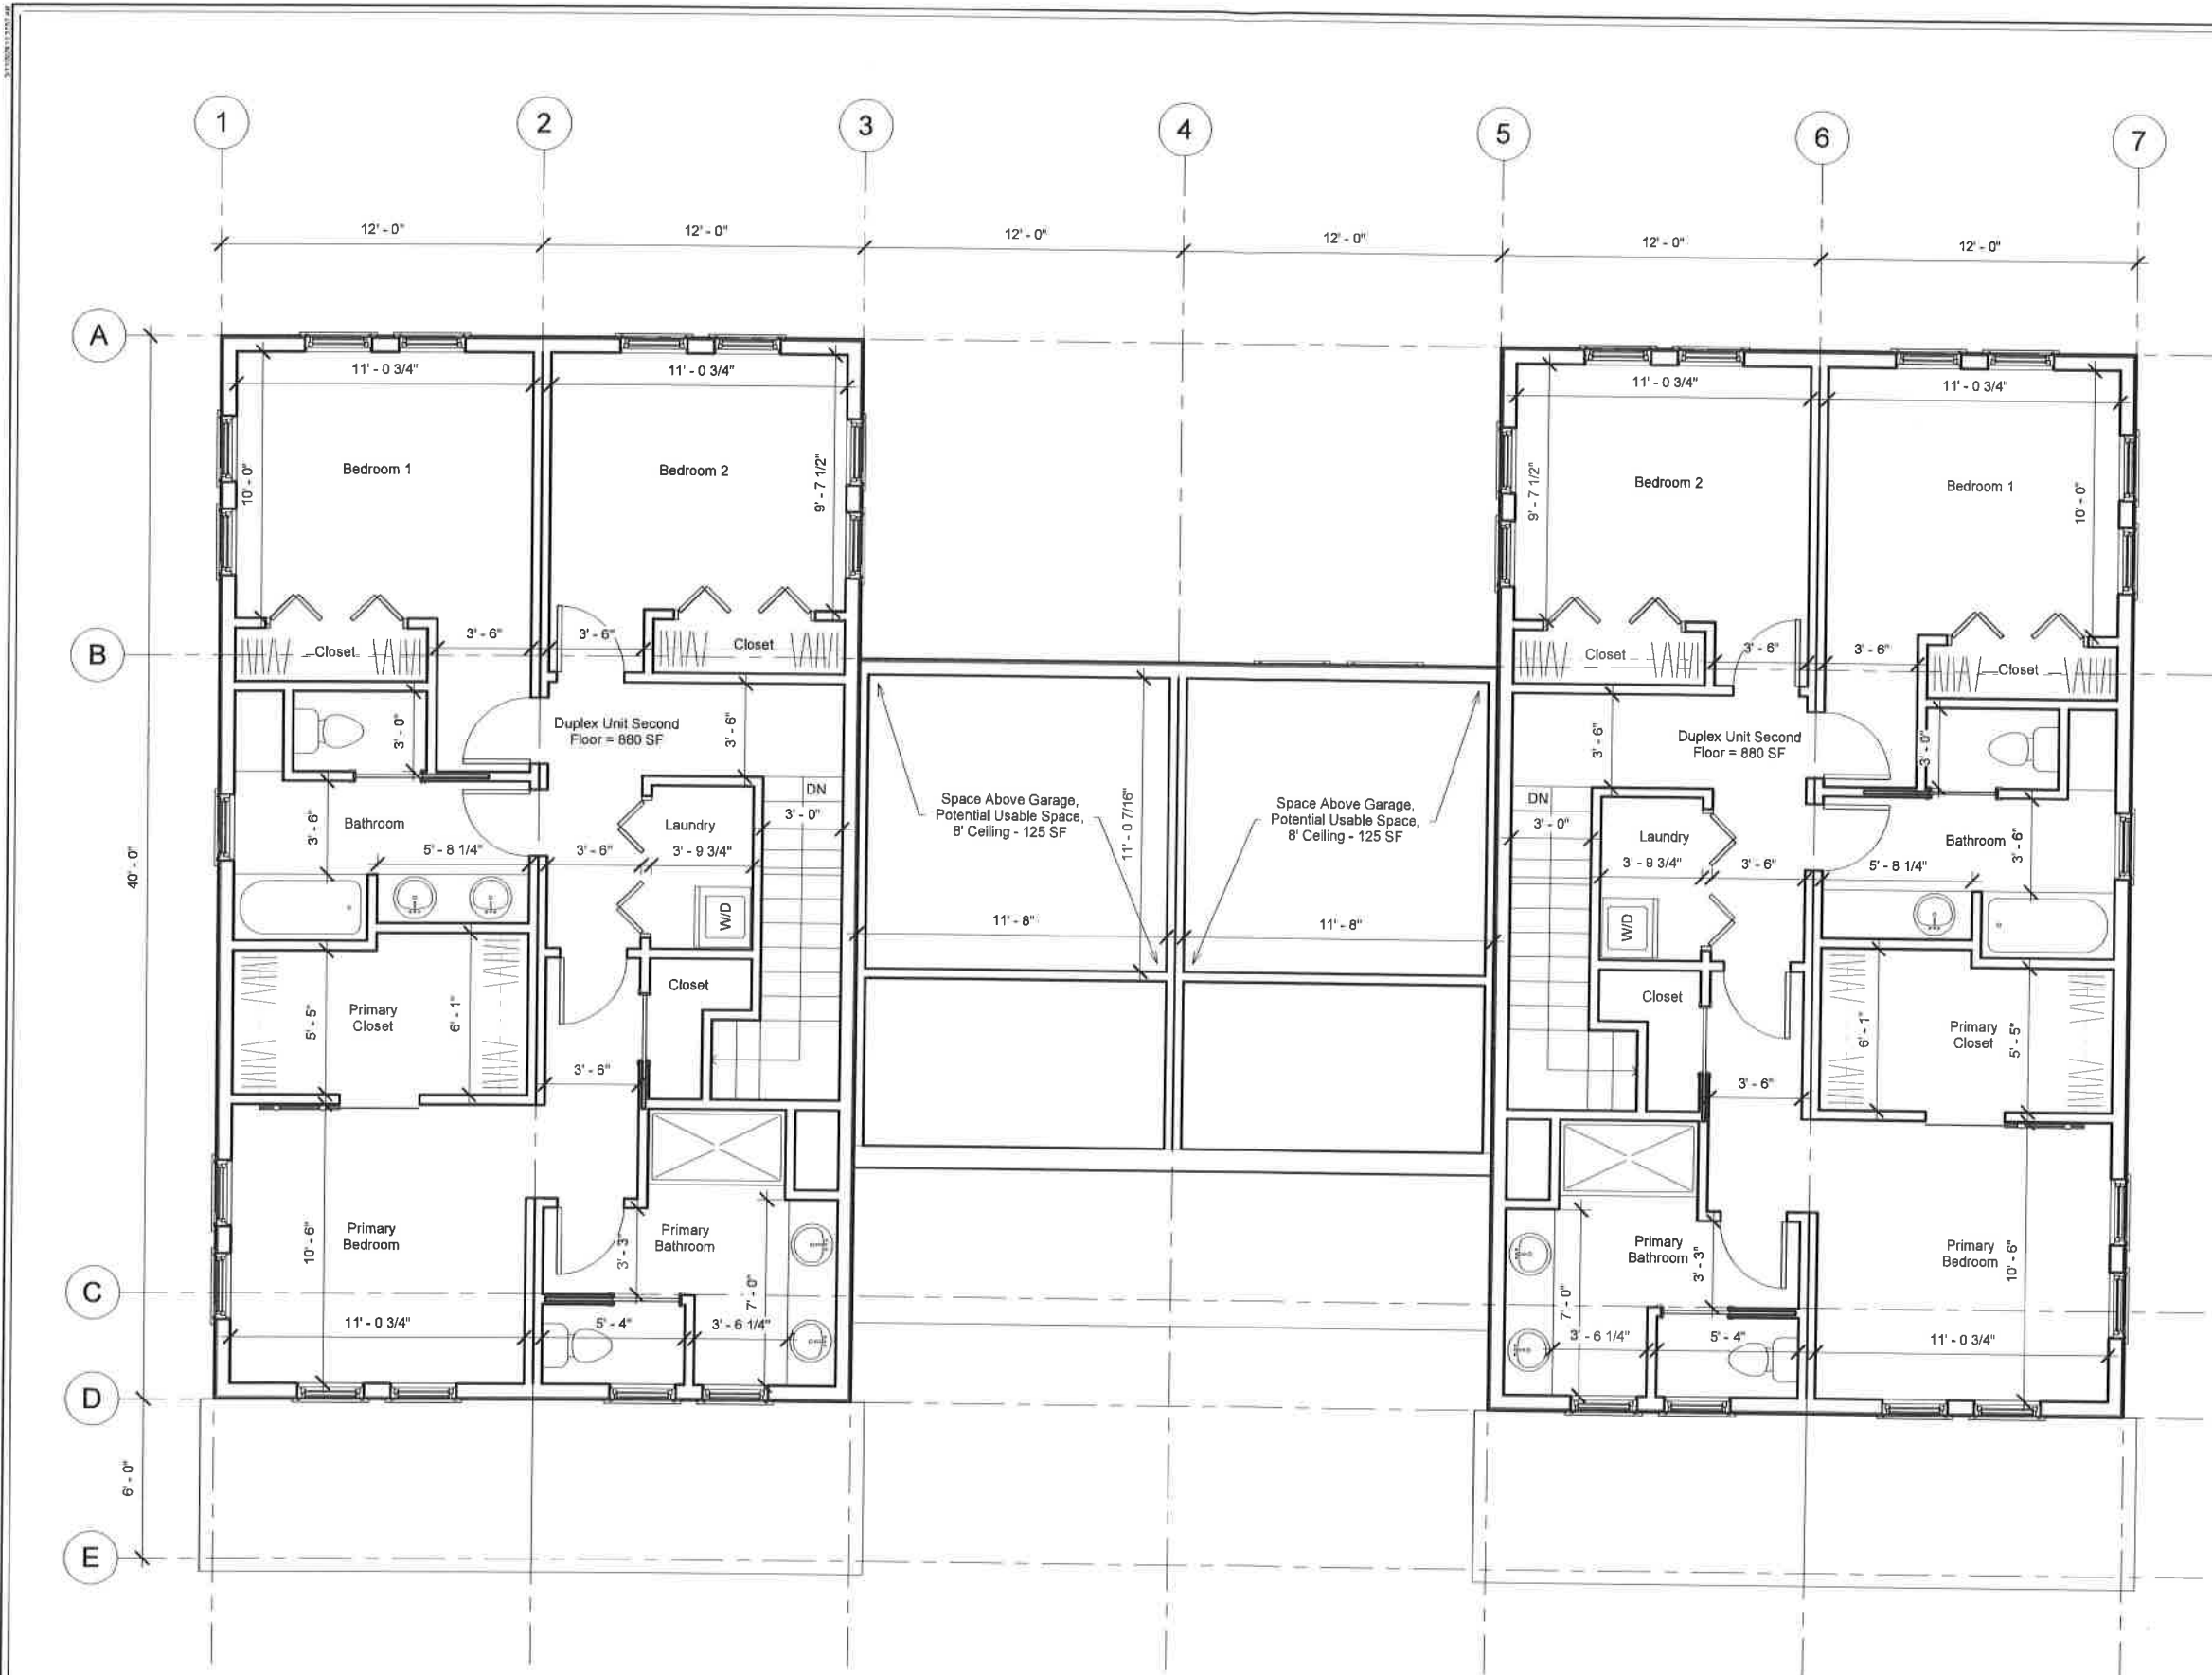 1
2
3
4
5
6
7
12' - 0"
12' - 0"
12' - 0"
12' - 0"
12' - 0"
12' - 0"
A
B
C
D
E
40' - 0"
6' - 0"
11' - 0 3/4"
10' - 0"
Bedroom 1
Closet
3' - 6"
11' - 0 3/4"
Bedroom 2
9' - 7 1/2"
3' - 6"
Closet
3' - 0"
Duplex Unit Second
Floor = 880 SF
3' - 6"
3' - 6"
Bathroom
5' - 8 1/4"
3' - 6"
Laundry
3' - 9 3/4"
W/D
DN
3' - 0"
5' - 5"
Primary
Closet
6' - 1"
3' - 6"
Closet
10' - 6"
Primary
Bedroom
11' - 0 3/4"
3' - 3"
Primary
Bathroom
7' - 0"
5' - 4"
3' - 6 1/4"
Space Above Garage,
Potential Usable Space,
8' Ceiling - 125 SF
11' - 0 7/16"
11' - 8"
Space Above Garage,
Potential Usable Space,
8' Ceiling - 125 SF
11' - 8"
11' - 0 3/4"
9' - 7 1/2"
Bedroom 2
Closet
3' - 6"
11' - 0 3/4"
Bedroom 1
10' - 0"
3' - 6"
Closet
3' - 6"
Duplex Unit Second
Floor = 880 SF
3' - 0"
DN
3' - 0"
Laundry
3' - 9 3/4"
W/D
3' - 6"
5' - 8 1/4"
Bathroom
3' - 6"
Closet
3' - 6"
6' - 1"
Primary
Closet
5' - 5"
Primary
Bathroom
3' - 3"
7' - 0"
3' - 6 1/4"
5' - 4"
Primary
Bedroom
10' - 6"
11' - 0 3/4"